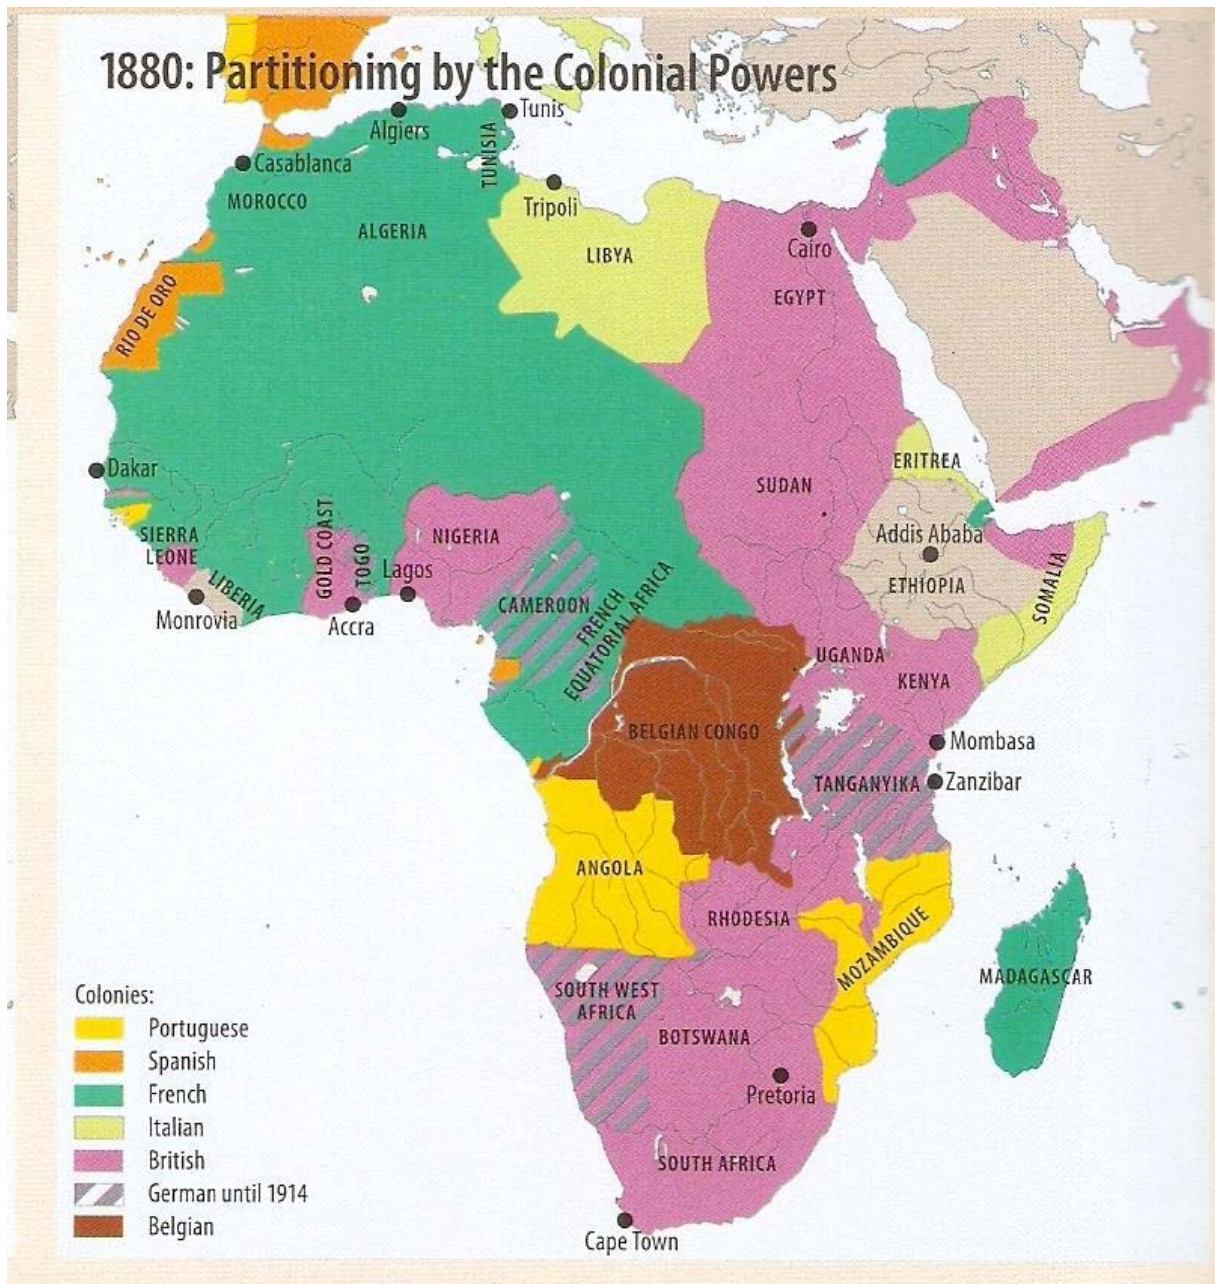 1880: Partitioning by the Colonial Powers
Tunis
Algiers
TUNISIA
Casablanca
MOROCCO
Tripoli
ALGERIA
LIBYA
Cairo
EGYPT
RIO DE ORO
Dakar
ERITREA
SUDAN
SIERRA
LEONE
GOLD COAST
TOGO
NIGERIA
Lagos
Addis Ababa
ETHIOPIA
SOMALIA
LIBERIA
Monrovia
Accra
CAMEROON
FRENCH
EQUATORIAL AFRICA
UGANDA
KENYA
BELGIAN CONGO
Mombasa
TANGANYIKA
Zanzibar
ANGOLA
RHODESIA
MOZAMBIQUE
MADAGASCAR
SOUTH WEST
AFRICA
BOTSWANA
Pretoria
SOUTH AFRICA
Cape Town
Colonies:
Portuguese
Spanish
French
Italian
British
German until 1914
Belgian